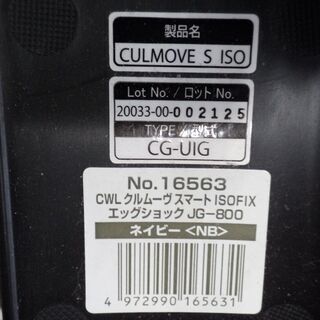 製品名
CULMOVE S ISO
Lot No. / ロット No.
20033-00-002125
TYPE / 型式
CG-UIG
No.16563
CWL クルムーヴ スマート ISOFIX
エッグショック JG-800
ネイビー <NB>
4 972990 165631